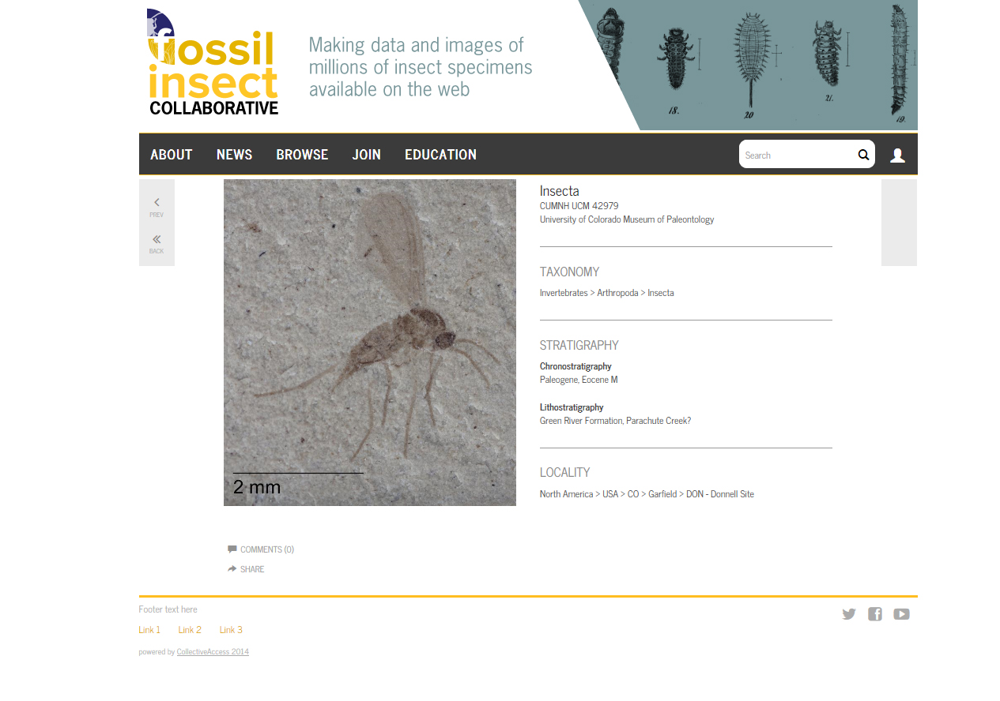 fossil
insect
COLLABORATIVE
Making data and images of
millions of insect specimens
available on the web
18.
20
21.
19.
ABOUT NEWS BROWSE JOIN EDUCATION
Search
PREV
BACK
2 mm
Insecta
CUMNH UCM 42979
University of Colorado Museum of Paleontology
TAXONOMY
Invertebrates > Arthropoda > Insecta
STRATIGRAPHY
Chronostratigraphy
Paleogene, Eocene M
Lithostratigraphy
Green River Formation, Parachute Creek?
LOCALITY
North America > USA > CO > Garfield > DON - Donnell Site
COMMENTS (0)
SHARE
Footer text here
Link 1 Link 2 Link 3
powered by CollectiveAccess 2014